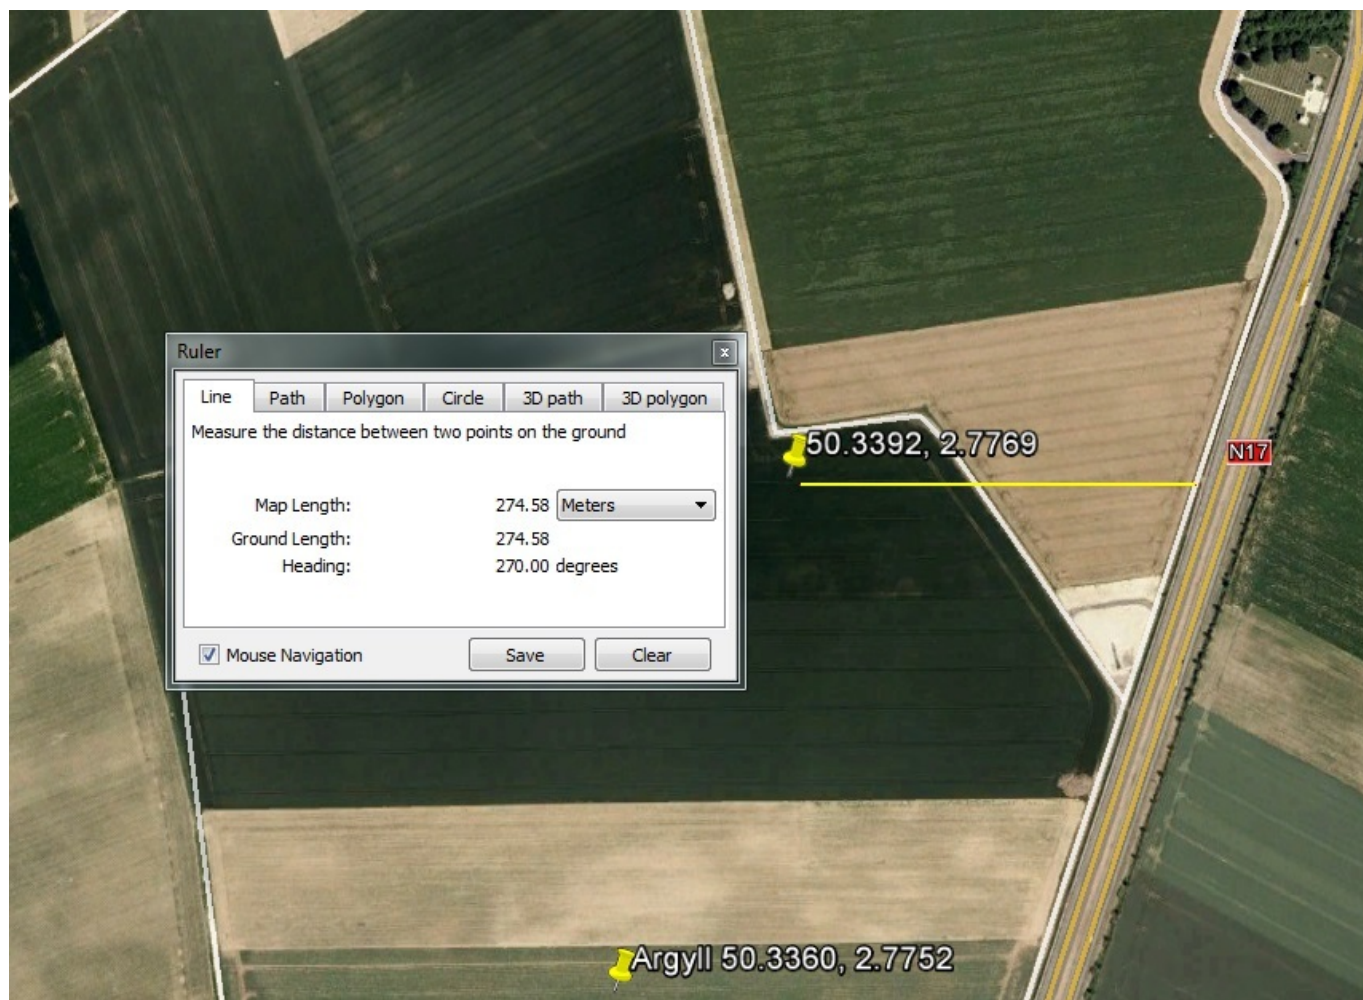 Ruler
Line Path Polygon Circle 3D path 3D polygon
Measure the distance between two points on the ground
50.3392, 2.7769
N17
Map Length: 274.58 Meters
Ground Length: 274.58
Heading: 270.00 degrees
Mouse Navigation Save Clear
Argyll 50.3360, 2.7752